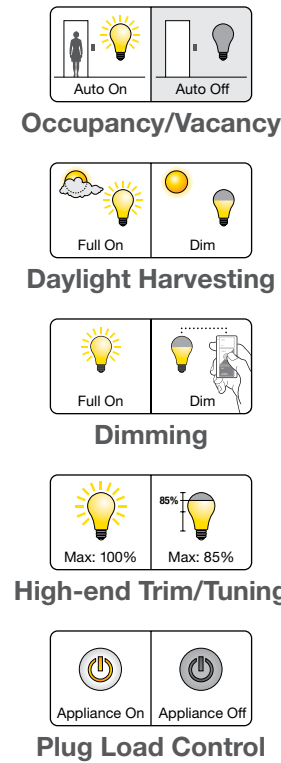 Auto On Auto Off
Occupancy/Vacancy
Full On Dim
Daylight Harvesting
Full On Dim
Dimming
85%
Max: 100% Max: 85%
High-end Trim/Tuning
Appliance On Appliance Off
Plug Load Control